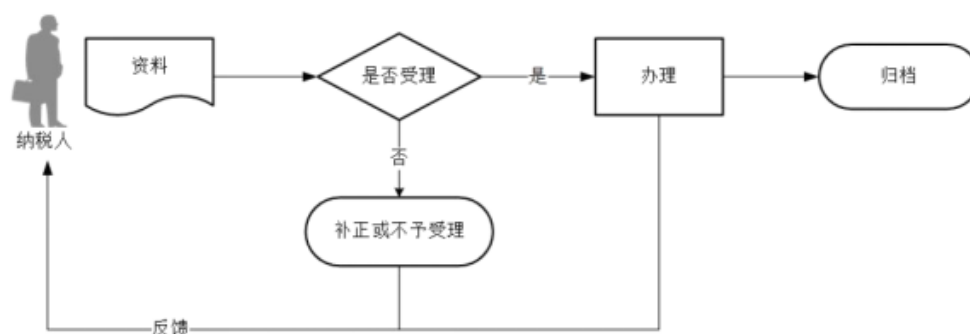 资料
是否受理
是
办理
归档
纳税人
否
补正或不予受理
反馈